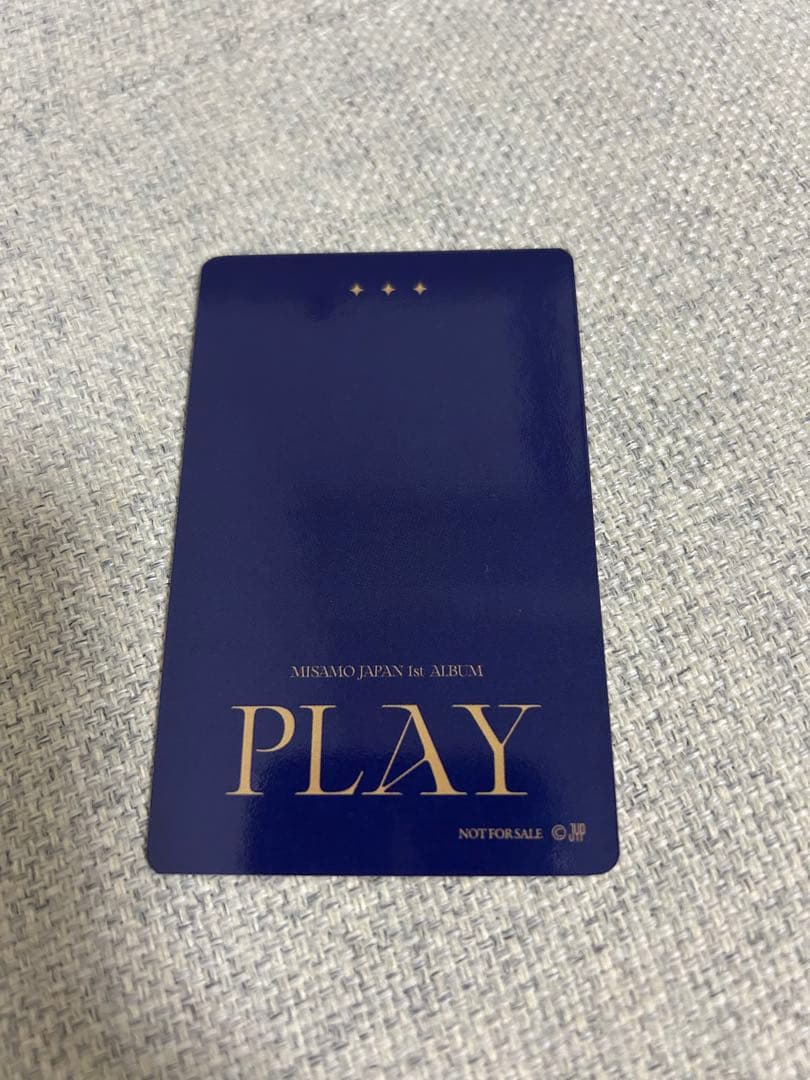 MISAMO JAPAN 1st ALBUM
PLAY
NOT FOR SALE © JYP